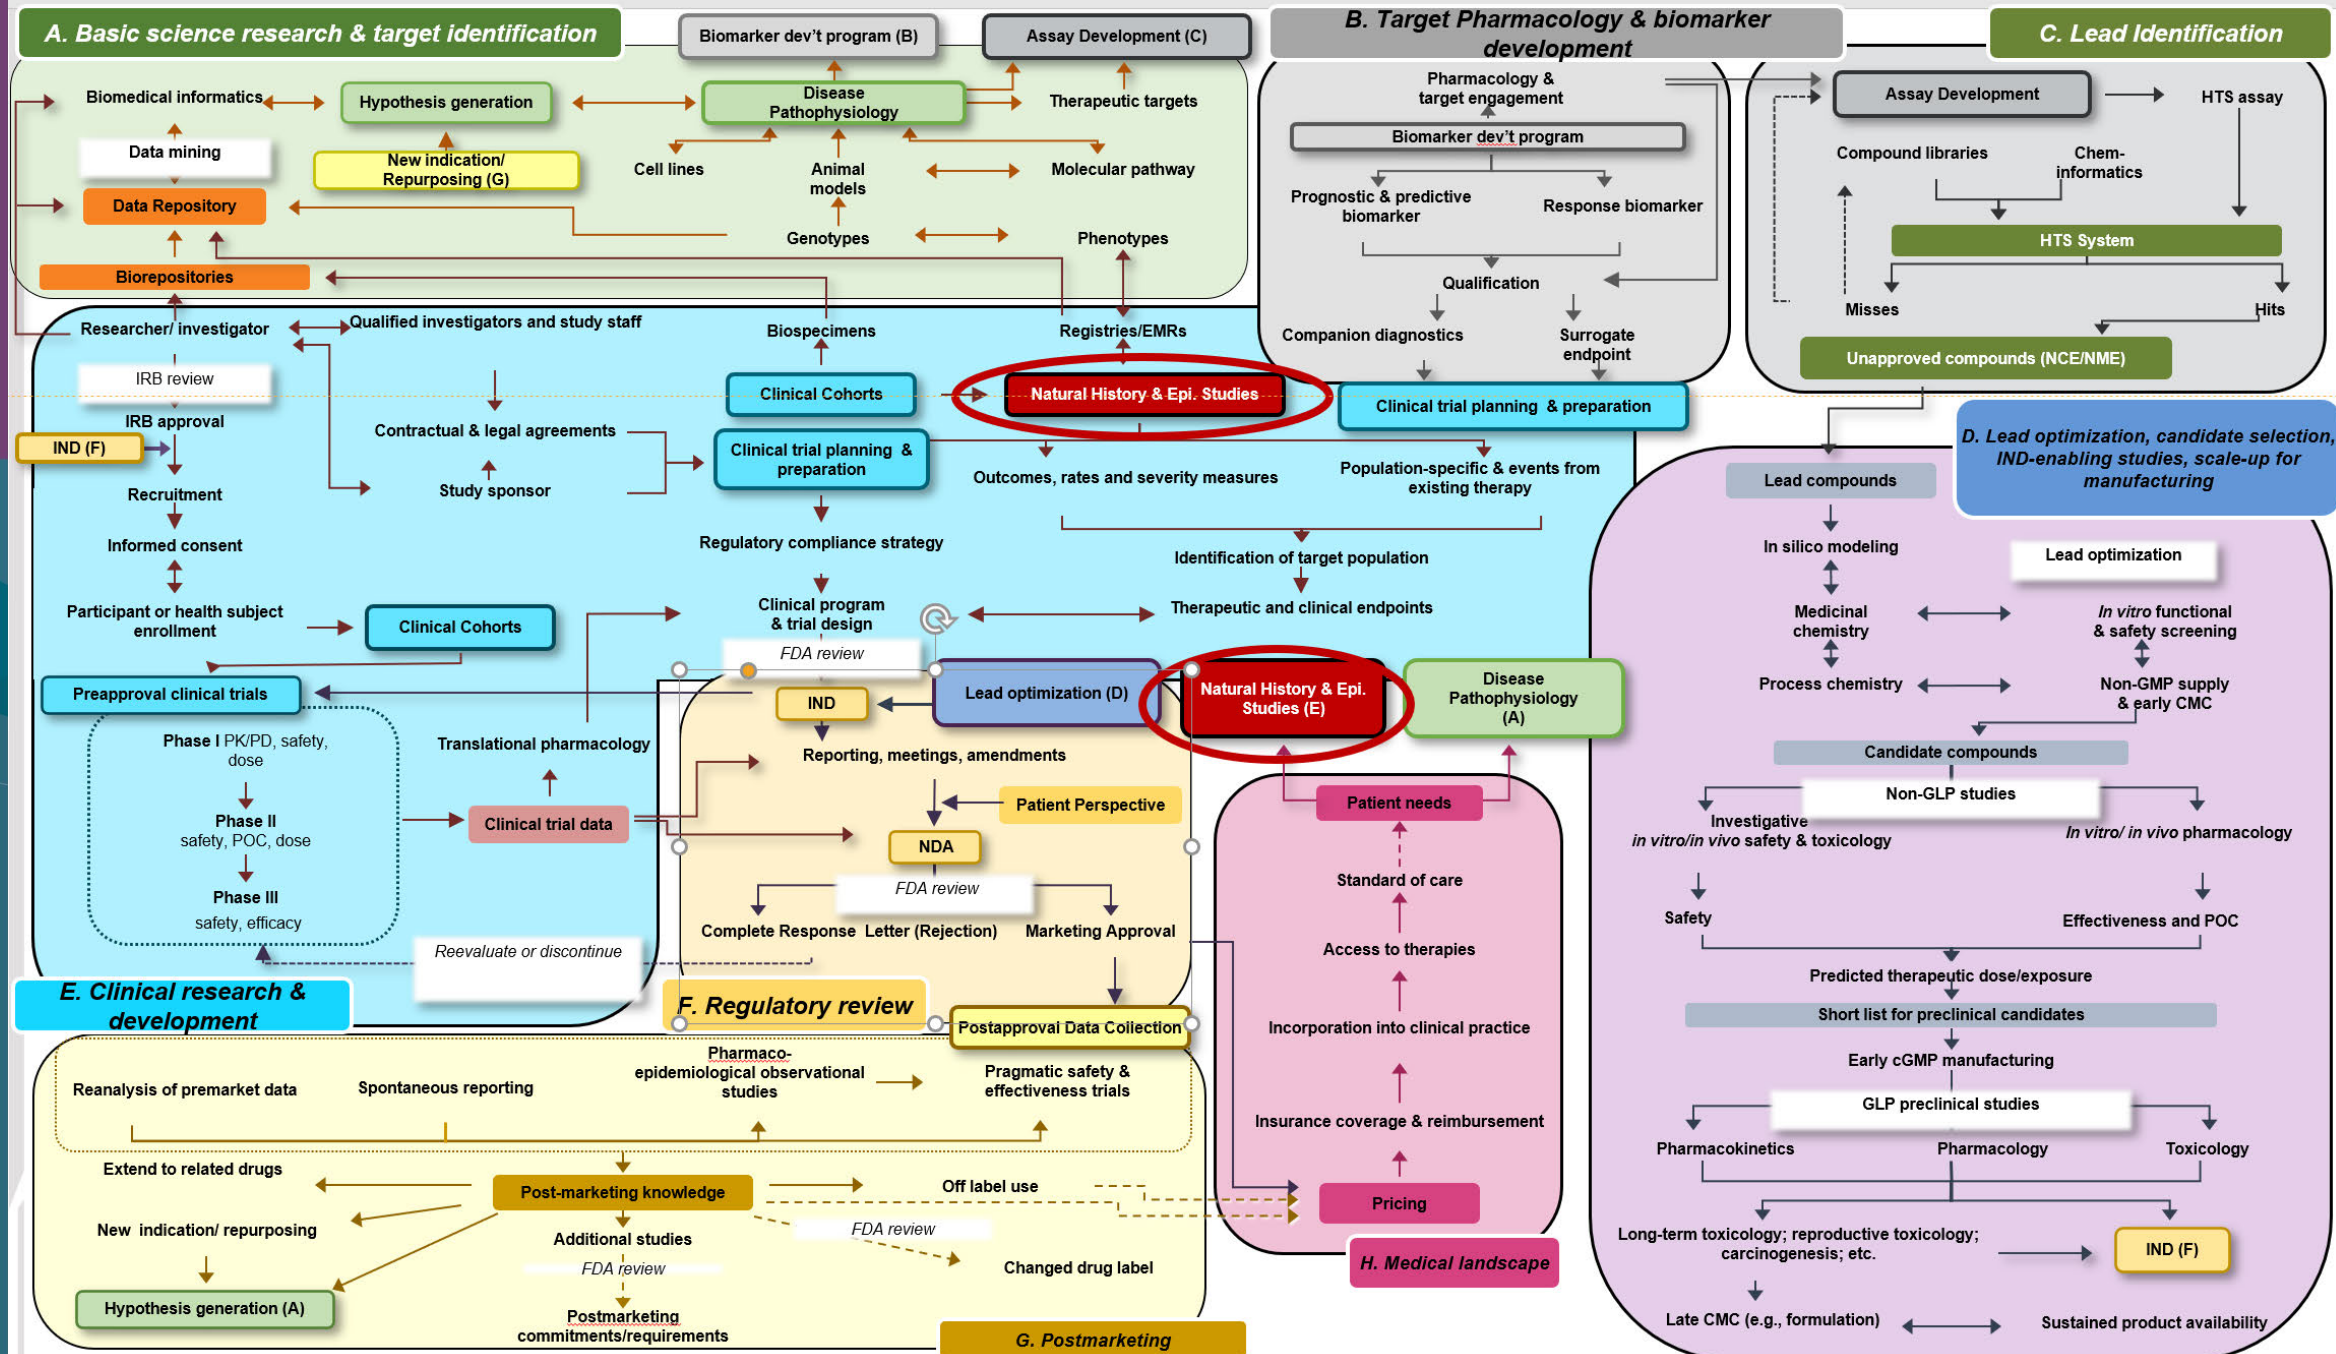 A. Basic science research & target identification
Biomarker dev't program (B)
Assay Development (C)
Biomedical informatics
Hypothesis generation
Disease
Pathophysiology
Therapeutic targets
Data mining
New indication/
Repurposing (G)
Cell lines
Animal
models
Molecular pathway
Data Repository
Genotypes
Phenotypes
Biorepositories
B. Target Pharmacology & biomarker
development
Pharmacology &
target engagement
Biomarker dev't program
Prognostic & predictive
biomarker
Response biomarker
Qualification
Companion diagnostics
Surrogate
endpoint
Clinical trial planning & preparation
C. Lead Identification
Assay Development
HTS assay
Compound libraries
Chem-
informatics
HTS System
Misses
Hits
Unapproved compounds (NCE/NME)
Researcher/ investigator
Qualified investigators and study staff
Biospecimens
Registries/EMRs
IRB review
Clinical Cohorts
Natural History & Epi. Studies
IRB approval
IND (F)
Contractual & legal agreements
Clinical trial planning &
preparation
Study sponsor
Outcomes, rates and severity measures
Population-specific & events from
existing therapy
Recruitment
Informed consent
Regulatory compliance strategy
Identification of target population
Participant or health subject
enrollment
Clinical Cohorts
Clinical program
& trial design
Therapeutic and clinical endpoints
FDA review
Preapproval clinical trials
Phase I PK/PD, safety,
dose
Phase II
safety, POC, dose
Phase III
safety, efficacy
Translational pharmacology
Clinical trial data
Reevaluate or discontinue
E. Clinical research &
development
IND
Lead optimization (D)
Natural History & Epi.
Studies (E)
Disease
Pathophysiology
(A)
Reporting, meetings, amendments
Patient Perspective
NDA
FDA review
Complete Response Letter (Rejection)
Marketing Approval
F. Regulatory review
Postapproval Data Collection
D. Lead optimization, candidate selection,
IND-enabling studies, scale-up for
manufacturing
Lead compounds
In silico modeling
Lead optimization
Medicinal
chemistry
In vitro functional
& safety screening
Process chemistry
Non-GMP supply
& early CMC
Candidate compounds
Non-GLP studies
Investigative
in vitro/in vivo safety & toxicology
In vitro/ in vivo pharmacology
Safety
Effectiveness and POC
Predicted therapeutic dose/exposure
Short list for preclinical candidates
Early cGMP manufacturing
GLP preclinical studies
Pharmacokinetics
Pharmacology
Toxicology
Long-term toxicology; reproductive toxicology;
carcinogenesis; etc.
IND (F)
Late CMC (e.g., formulation)
Sustained product availability
Patient needs
Standard of care
Access to therapies
Incorporation into clinical practice
Insurance coverage & reimbursement
Pricing
H. Medical landscape
Reanalysis of premarket data
Spontaneous reporting
Pharmaco-
epidemiological observational
studies
Pragmatic safety &
effectiveness trials
Extend to related drugs
Post-marketing knowledge
Off label use
New indication/ repurposing
Additional studies
FDA review
FDA review
Changed drug label
Hypothesis generation (A)
Postmarketing
commitments/requirements
G. Postmarketing